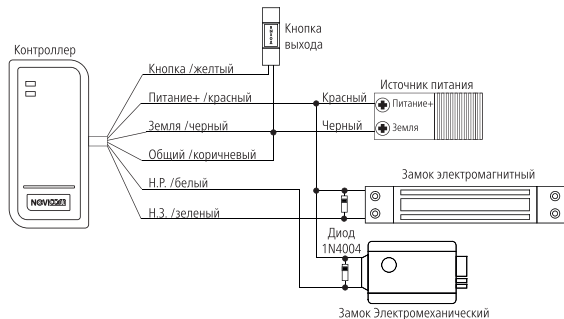 Кнопка
выхода
Контроллер
Кнопка /желтый
Источник питания
Питание+ /красный
Красный
Питание+
Земля /черный
Черный
Земля
Общий /коричневый
Н.Р. /белый
Замок электромагнитный
Н.З. /зеленый
Диод
1N4004
Замок Электромеханический